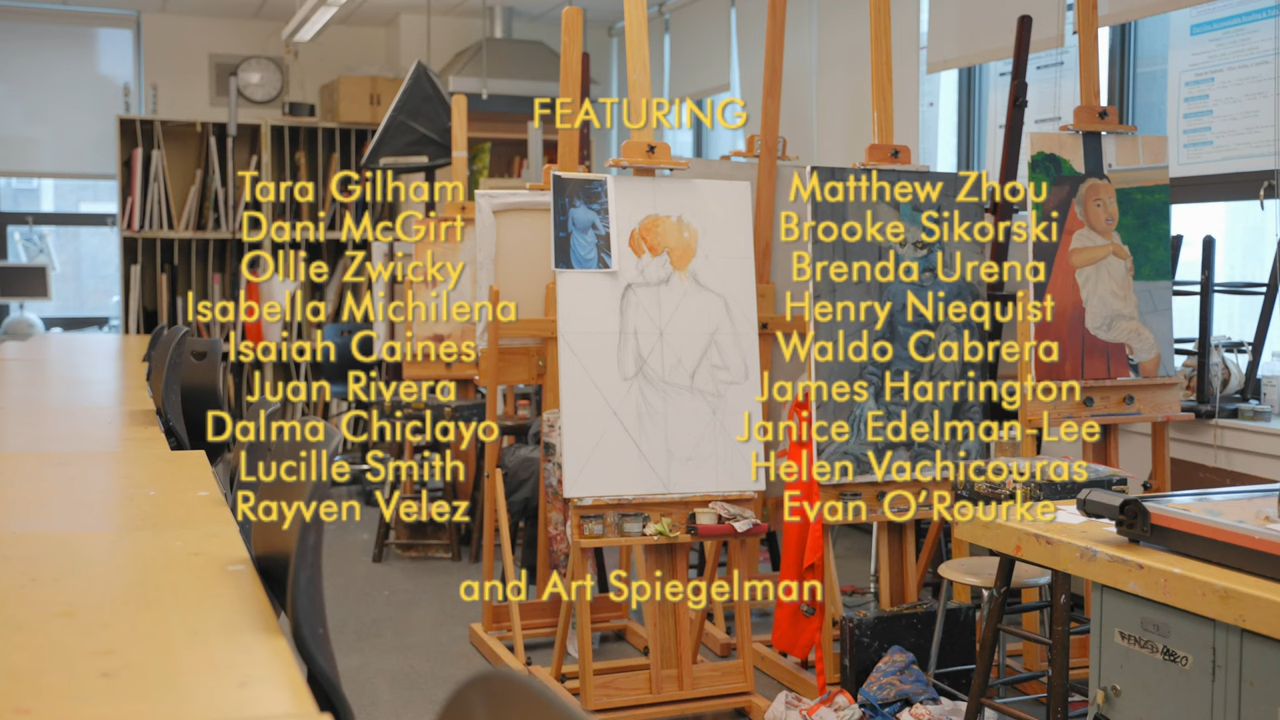 FEATURING
Tara Gilham
Dani McGirt
Ollie Zwicky
Isabella Michilena
Isaiah Caines
Juan Rivera
Dalma Chiclayo
Lucille Smith
Rayven Velez
Matthew Zhou
Brooke Sikorski
Brenda Urena
Henry Niequist
Waldo Cabrera
James Harrington
Janice Edelman-Lee
Helen Vachicouras
Evan O'Rourke
and Art Spiegelman